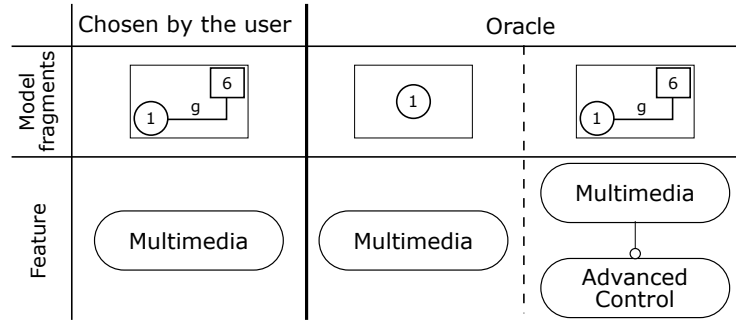 Chosen by the user
Oracle
Model
fragments
6
g
1
1
6
g
1
Feature
Multimedia
Multimedia
Multimedia
Advanced
Control